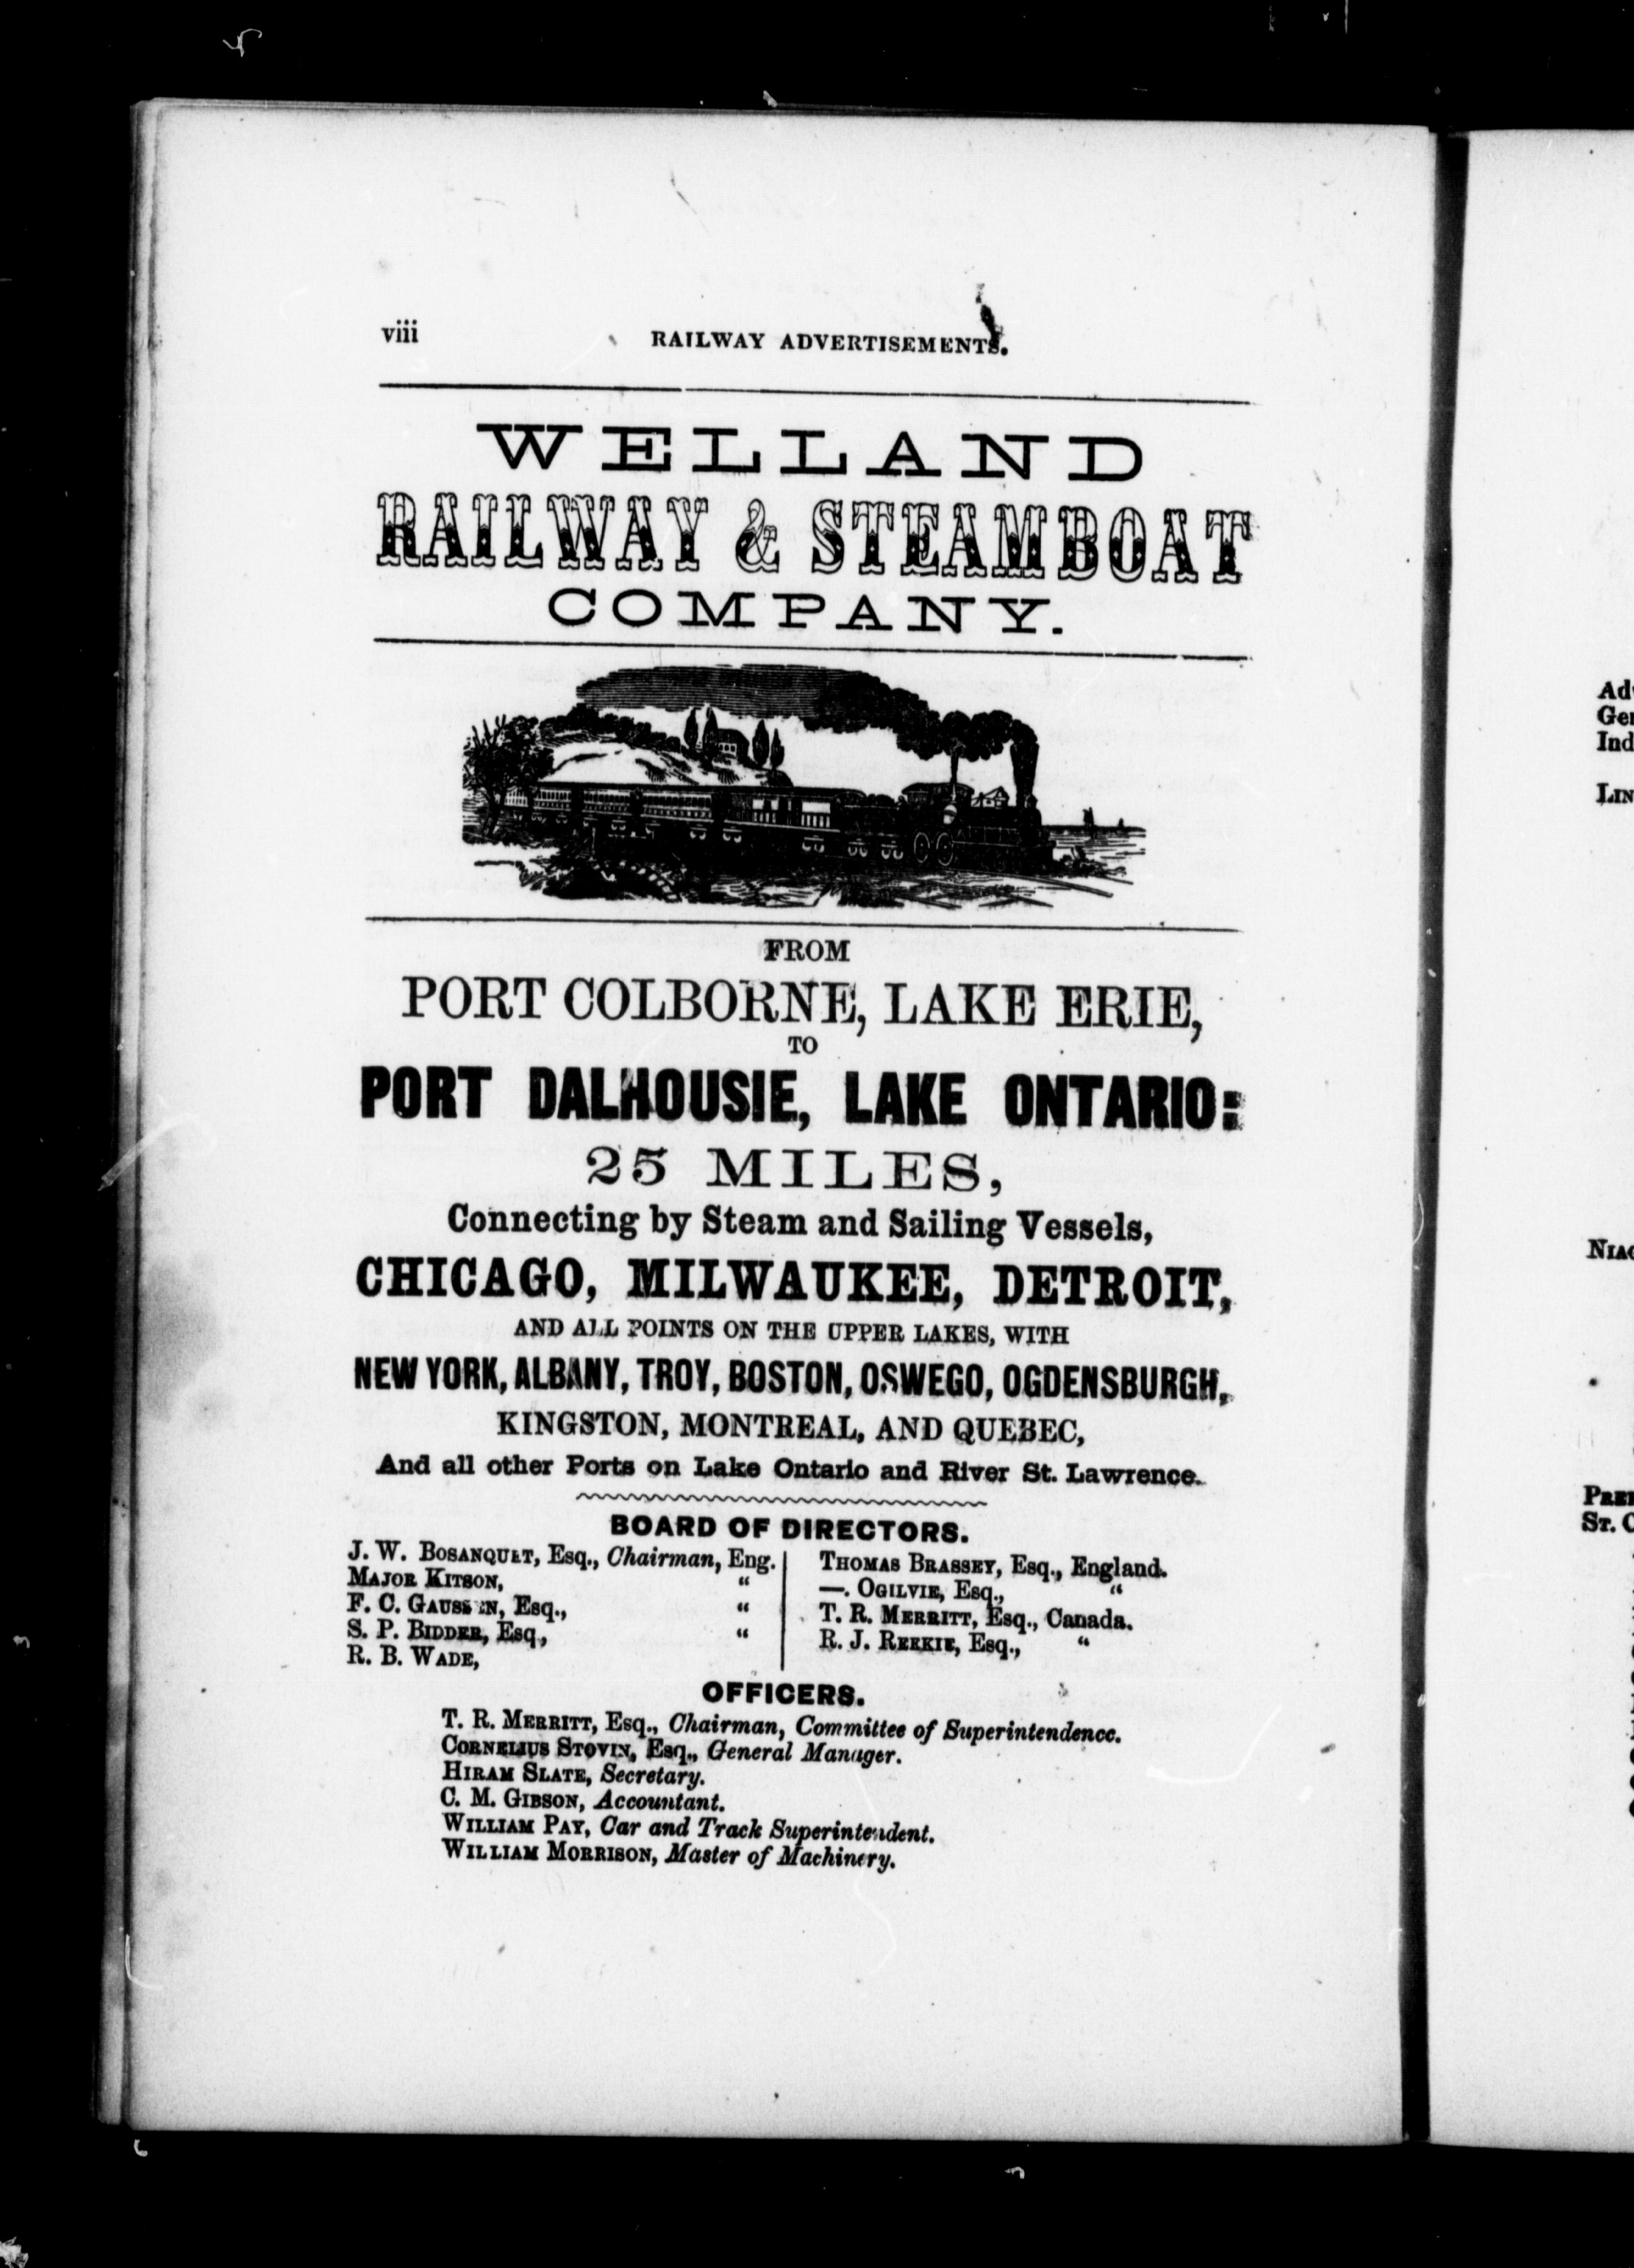 viii
RAILWAY ADVERTISEMENTS.
WELLAND
RAILWAY & STEAMBOAT
COMPANY.
FROM
PORT COLBORNE, LAKE ERIE,
TO
PORT DALHOUSIE, LAKE ONTARIO:
25 MILES,
Connecting by Steam and Sailing Vessels,
CHICAGO, MILWAUKEE, DETROIT,
AND ALL POINTS ON THE UPPER LAKES, WITH
NEW YORK, ALBANY, TROY, BOSTON, OSWEGO, OGDENSBURGH,
KINGSTON, MONTREAL, AND QUEBEC,
And all other Ports on Lake Ontario and River St. Lawrence.
BOARD OF DIRECTORS.
J. W. BOSANQUET, Esq., Chairman, Eng.
MAJOR KITSON, "
F. C. GAUSSEN, Esq., "
S. P. BIDDER, Esq., "
R. B. WADE,
THOMAS BRASSEY, Esq., England.
—. OGILVIE, Esq., "
T. R. MERRITT, Esq., Canada.
R. J. REEKIE, Esq., "
OFFICERS.
T. R. MERRITT, Esq., Chairman, Committee of Superintendence.
CORNELIUS STOVIN, Esq., General Manager.
HIRAM SLATE, Secretary.
C. M. GIBSON, Accountant.
WILLIAM PAY, Car and Track Superintendent.
WILLIAM MORRISON, Master of Machinery.